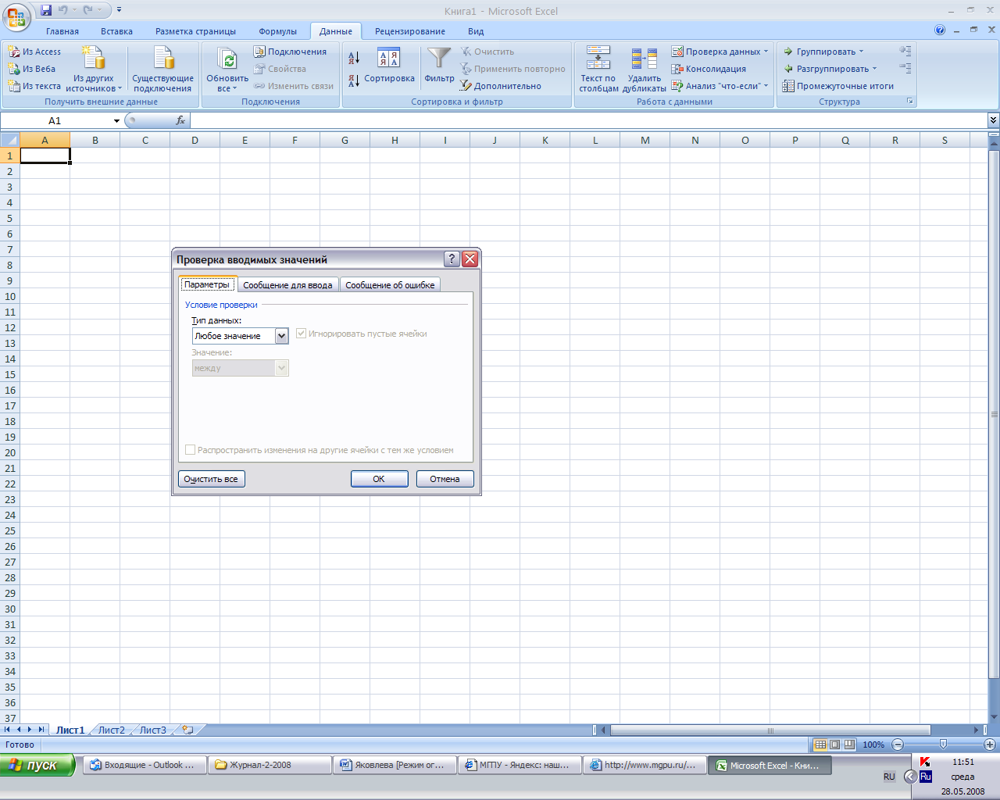 Книга1 - Microsoft Excel
Главная Вставка Разметка страницы Формулы Данные Рецензирование Вид
Из Access
Из Веба
Из текста
Из других источников
Существующие подключения
Получить внешние данные
Обновить все
Подключения
Свойства
Изменить связи
Подключения
Сортировка
Фильтр
Очистить
Применить повторно
Дополнительно
Сортировка и фильтр
Текст по столбцам
Удалить дубликаты
Проверка данных
Консолидация
Анализ "что-если"
Работа с данными
Группировать
Разгруппировать
Промежуточные итоги
Структура
A1 fx
A B C D E F G H I J K L M N O P Q R S
1
2
3
4
5
6
7
8
9
10
11
12
13
14
15
16
17
18
19
20
21
22
23
24
25
26
27
28
29
30
31
32
33
34
35
36
37
Проверка вводимых значений
Параметры Сообщение для ввода Сообщение об ошибке
Условие проверки
Тип данных:
Любое значение Игнорировать пустые ячейки
Значение:
между
Распространить изменения на другие ячейки с тем же условием
Очистить все ОК Отмена
Лист1 Лист2 Лист3
Готово 100%
пуск Входящие - Outlook ... Журнал-2-2008 Яковлева [Режим ог... МГПУ - Яндекс: наш... http://www.mgpu.ru/... Microsoft Excel - Кни...
RU Ru
11:51
среда
28.05.2008